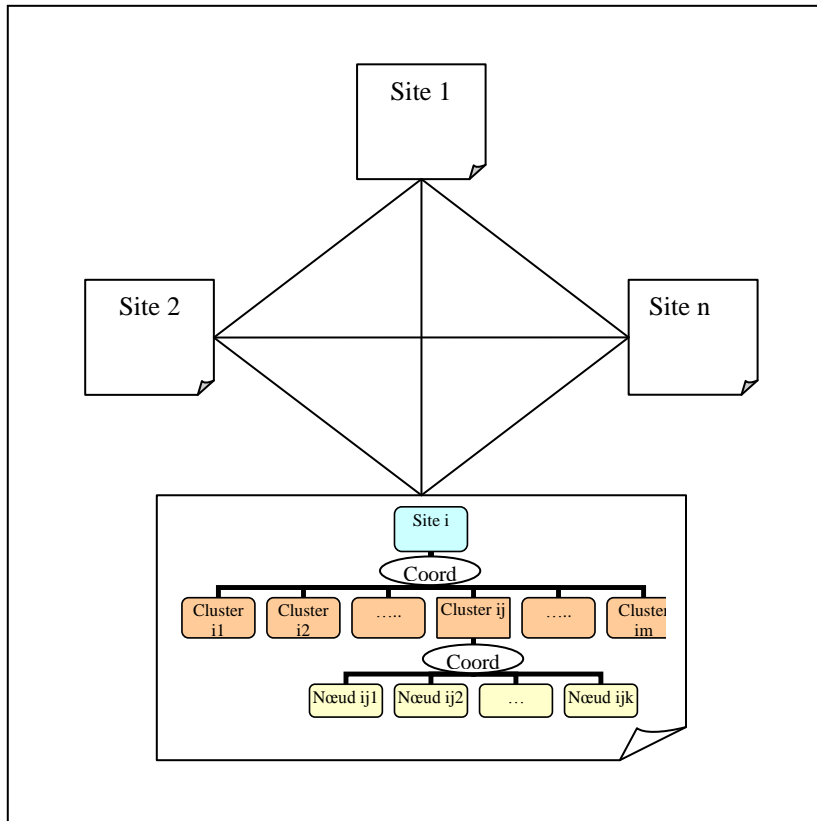 Site 1
Site 2
Site n
Site i
Coord
Cluster i1
Cluster i2
…..
Cluster ij
…..
Cluster im
Coord
Nœud ij1
Nœud ij2
…
Nœud ijk